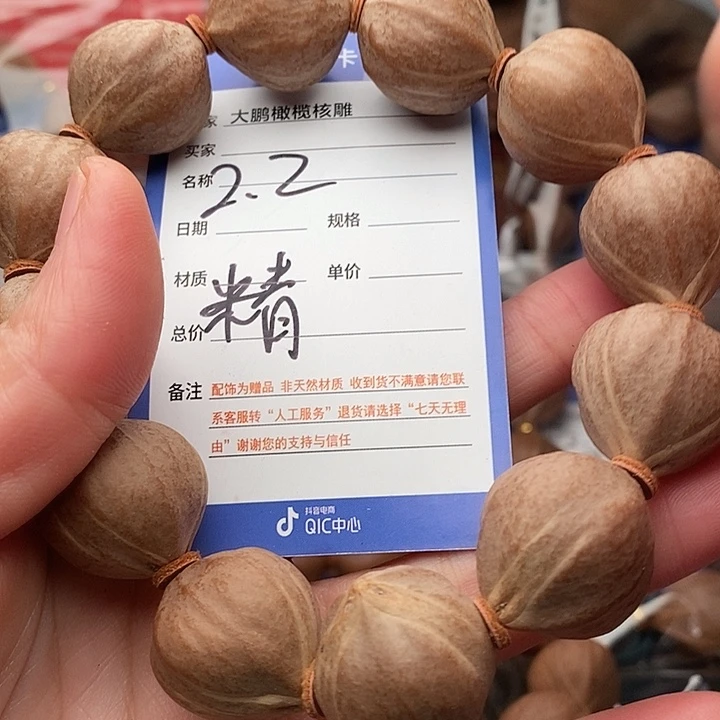 卡
家 大鹏橄榄核雕
买家
名称 2.2
日期 规格
材质 单价
精
总价
备注 配饰为赠品 非天然材质 收到货不满意请您联
系客服转“人工服务”退货请选择“七天无理
由”谢谢您的支持与信任
抖音电商
QIC中心